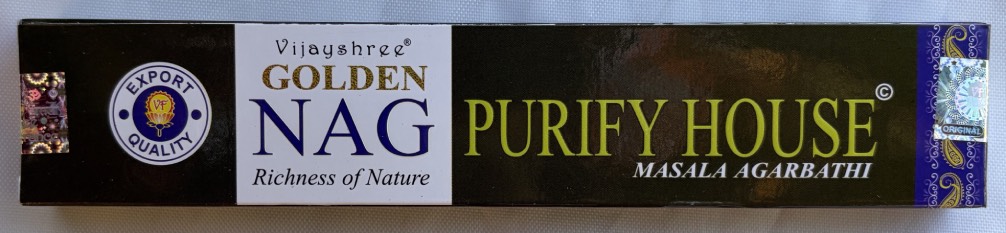 EXPORT
VF
QUALITY
Vijayshree®
GOLDEN
NAG
Richness of Nature
PURIFY HOUSE©
MASALA AGARBATHI
ORIGINAL